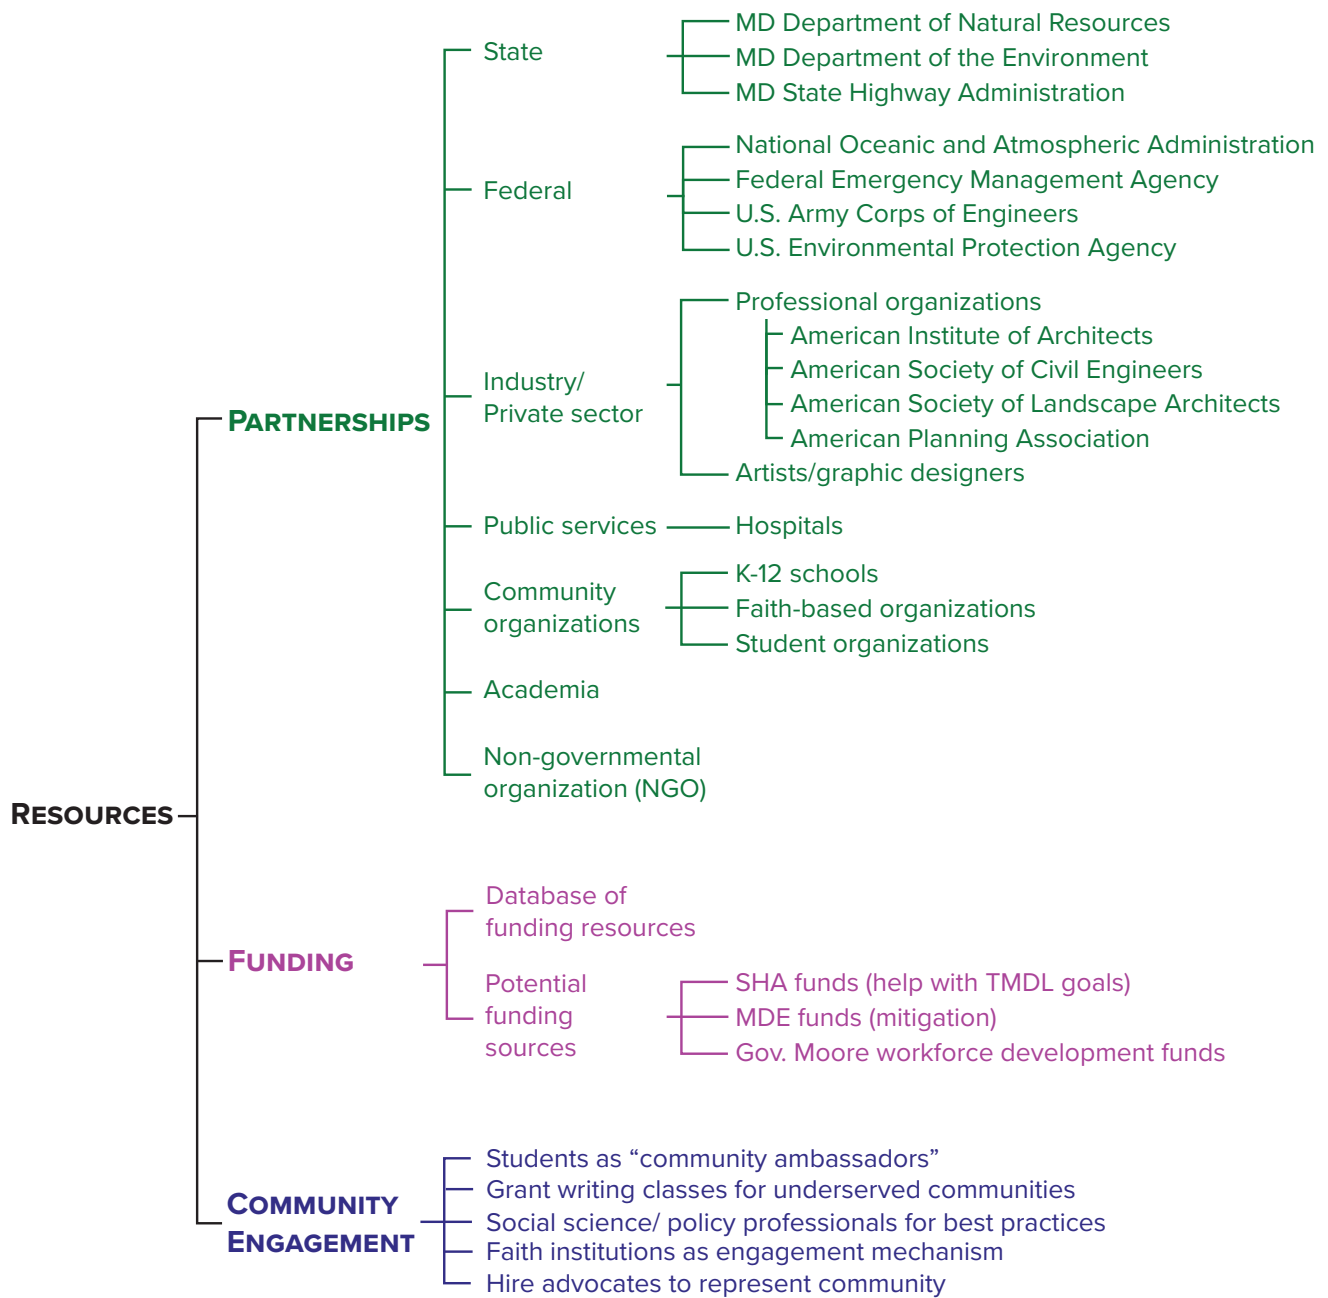 RESOURCES
PARTNERSHIPS
State
MD Department of Natural Resources
MD Department of the Environment
MD State Highway Administration
Federal
National Oceanic and Atmospheric Administration
Federal Emergency Management Agency
U.S. Army Corps of Engineers
U.S. Environmental Protection Agency
Industry/
Private sector
Professional organizations
American Institute of Architects
American Society of Civil Engineers
American Society of Landscape Architects
American Planning Association
Artists/graphic designers
Public services
Hospitals
Community
organizations
K-12 schools
Faith-based organizations
Student organizations
Academia
Non-governmental
organization (NGO)
FUNDING
Database of
funding resources
Potential
funding
sources
SHA funds (help with TMDL goals)
MDE funds (mitigation)
Gov. Moore workforce development funds
COMMUNITY
ENGAGEMENT
Students as “community ambassadors”
Grant writing classes for underserved communities
Social science/ policy professionals for best practices
Faith institutions as engagement mechanism
Hire advocates to represent community